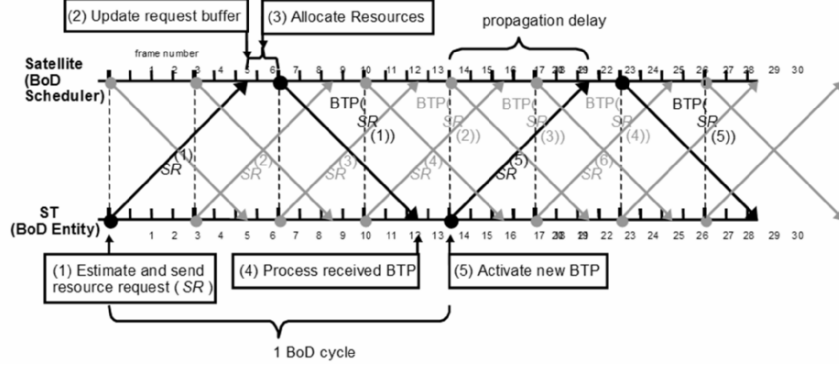 (2) Update request buffer
(3) Allocate Resources
propagation delay
frame number
Satellite
(BoD
Scheduler)
1 2 3 4 5 6 7 8 9 10 11 12 13 14 15 16 17 21 22 23 24 25 26 27 28 29 30
BTP( SR (1))
BTP( SR (2))
BTP( SR (3))
BTP( SR (4))
BTP( SR (5))
SR (1)
SR (2)
SR (3)
SR (4)
SR (5)
SR (6)
ST
(BoD Entity)
1 2 3 4 5 6 7 8 9 10 11 12 13 14 15 16 17 21 22 23 24 25 26 27 28 29 30
(1) Estimate and send
resource request ( SR )
(4) Process received BTP
(5) Activate new BTP
1 BoD cycle